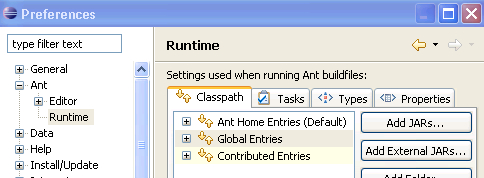 Preferences
type filter text
General
Ant
Editor
Runtime
Data
Help
Install/Update
Runtime
Settings used when running Ant buildfiles:
Classpath Tasks Types Properties
Ant Home Entries (Default)
Global Entries
Contributed Entries
Add JARs...
Add External JARs...